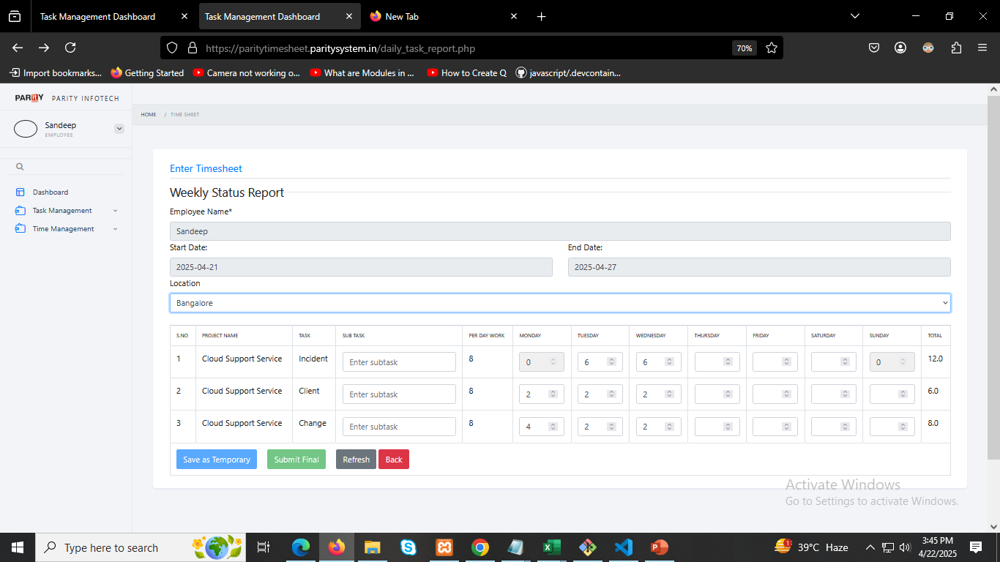 Task Management Dashboard
Task Management Dashboard
New Tab
https://paritytimesheet.paritysystem.in/daily_task_report.php
70%
Import bookmarks...
Getting Started
Camera not working o...
What are Modules in ...
How to Create Q
javascript/.devcontain...
PARITY PARITY INFOTECH
HOME / TIME SHEET
Sandeep
EMPLOYEE
Dashboard
Task Management
Time Management
Enter Timesheet
Weekly Status Report
Employee Name*
Sandeep
Start Date: End Date:
2025-04-21 2025-04-27
Location
Bangalore
S.NO PROJECT NAME TASK SUB TASK PER DAY WORK MONDAY TUESDAY WEDNESDAY THURSDAY FRIDAY SATURDAY SUNDAY TOTAL
1 Cloud Support Service Incident Enter subtask 8 0 6 6 0 12.0
2 Cloud Support Service Client Enter subtask 8 2 2 2 6.0
3 Cloud Support Service Change Enter subtask 8 4 2 2 8.0
Save as Temporary Submit Final Refresh Back
Activate Windows
Go to Settings to activate Windows.
Type here to search
1
39°C Haze
3:45 PM
4/22/2025